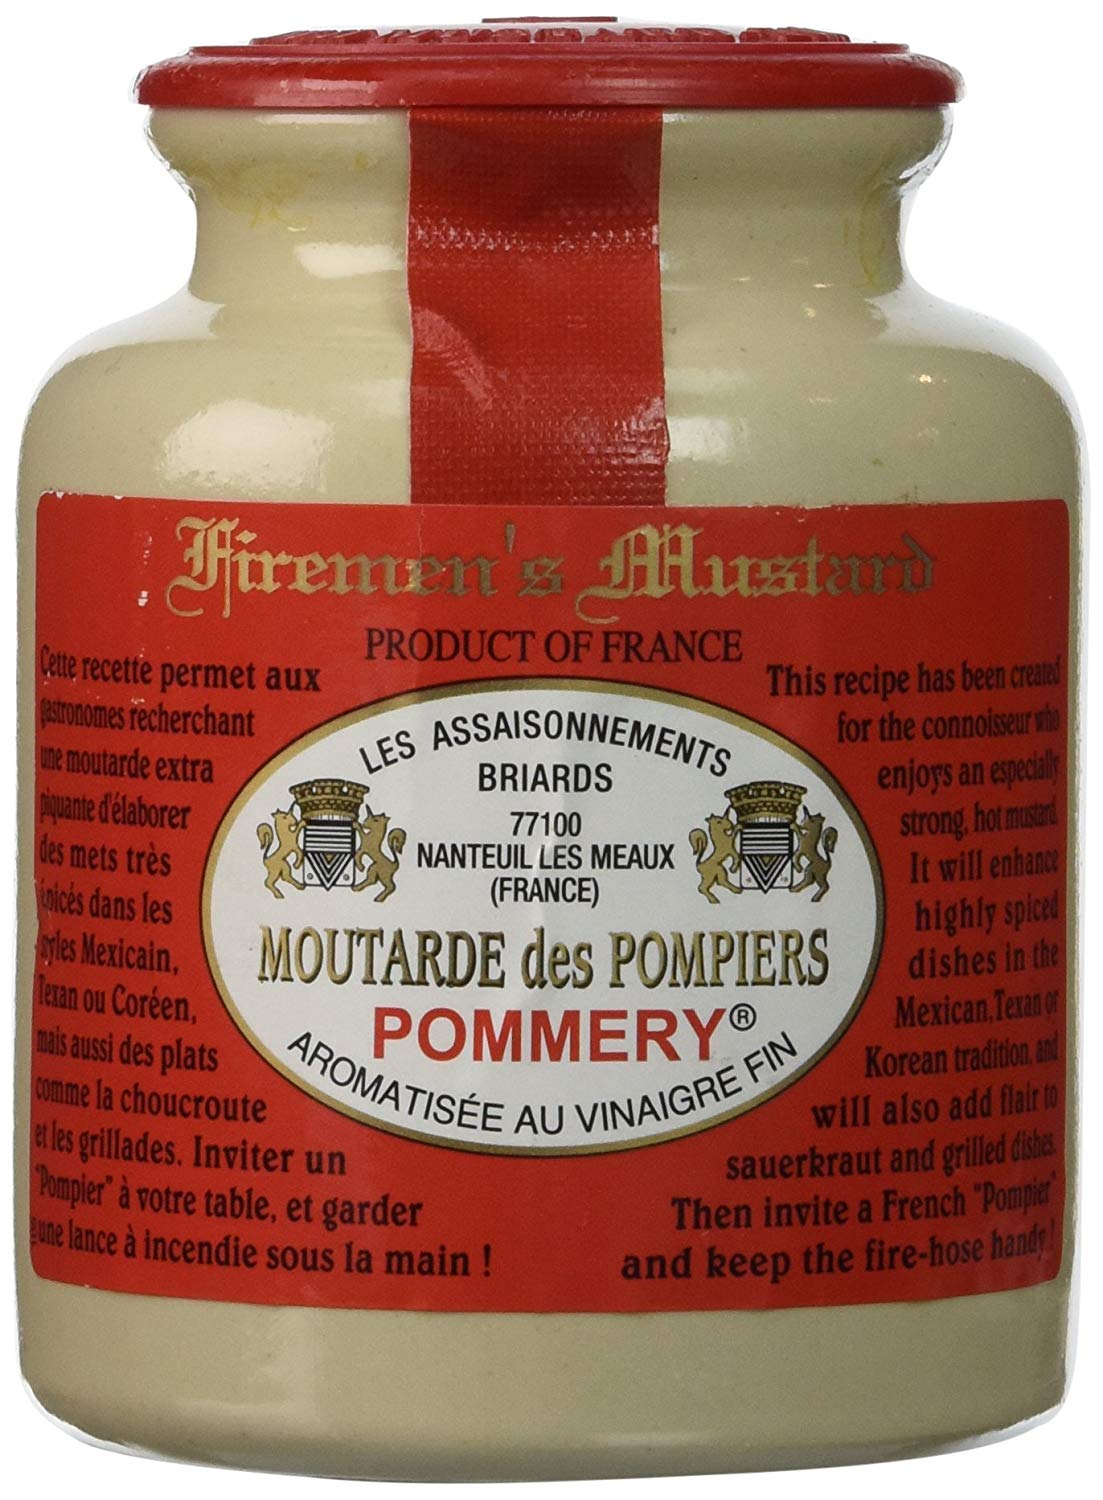 Firemen's Mustard
PRODUCT OF FRANCE
Cette recette permet aux
gastronomes recherchant
une moutarde extra
piquante d'élaborer
des mets très
épicés dans les
styles Mexicain,
Texan ou Coréen,
mais aussi des plats
comme la choucroute
et les grillades. Inviter un
"Pompier" à votre table, et garder
une lance à incendie sous la main !
LES ASSAISONNEMENTS
BRIARDS
77100
NANTEUIL LES MEAUX
(FRANCE)
MOUTARDE des POMPIERS
POMMERY®
AROMATISÉE AU VINAIGRE FIN
This recipe has been created
for the connoisseur who
enjoys an especially
strong, hot mustard.
It will enhance
highly spiced
dishes in the
Mexican, Texan or
Korean tradition, and
will also add flair to
sauerkraut and grilled dishes.
Then invite a French "Pompier"
and keep the fire-hose handy !